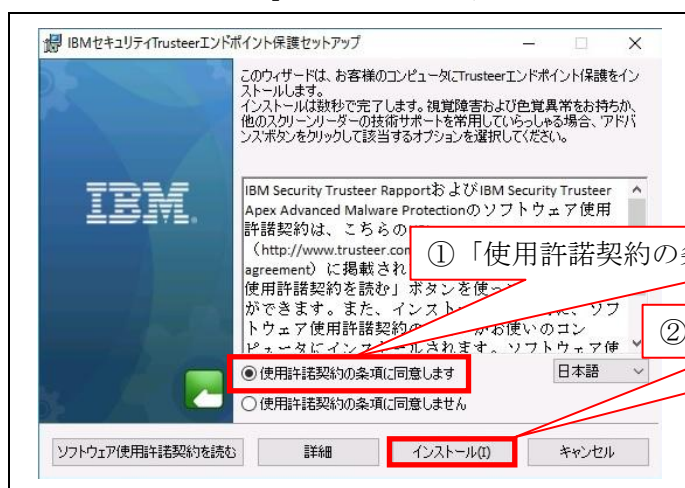 IBMセキュリティTrusteerエンドポイント保護セットアップ
このウィザードは、お客様のコンピュータにTrusteerエンドポイント保護をイン
ストールします。
インストールは数秒で完了します。視覚障害および色覚異常をお持ちか、
他のスクリーンリーダーの技術サポートを常用していらっしゃる場合、'アドバ
ンス'ボタンをクリックして該当するオプションを選択してください。
IBM.
IBM Security Trusteer RapportおよびIBM Security Trusteer
Apex Advanced Malware Protectionのソフトウェア使用
許諾契約は、こちらの
（http://www.trusteer.com
agreement）に掲載され
使用許諾契約を読む」ボタンを使っ
ができます。また、インスト
、ソフ
トウェア使用許諾契約の
がお使いのコン
ピュータにインストールされます。ソフトウェア使
①「使用許諾契約の
②
使用許諾契約の条項に同意します
日本語
使用許諾契約の条項に同意しません
ソフトウェア使用許諾契約を読む
詳細
インストール(I)
キャンセル